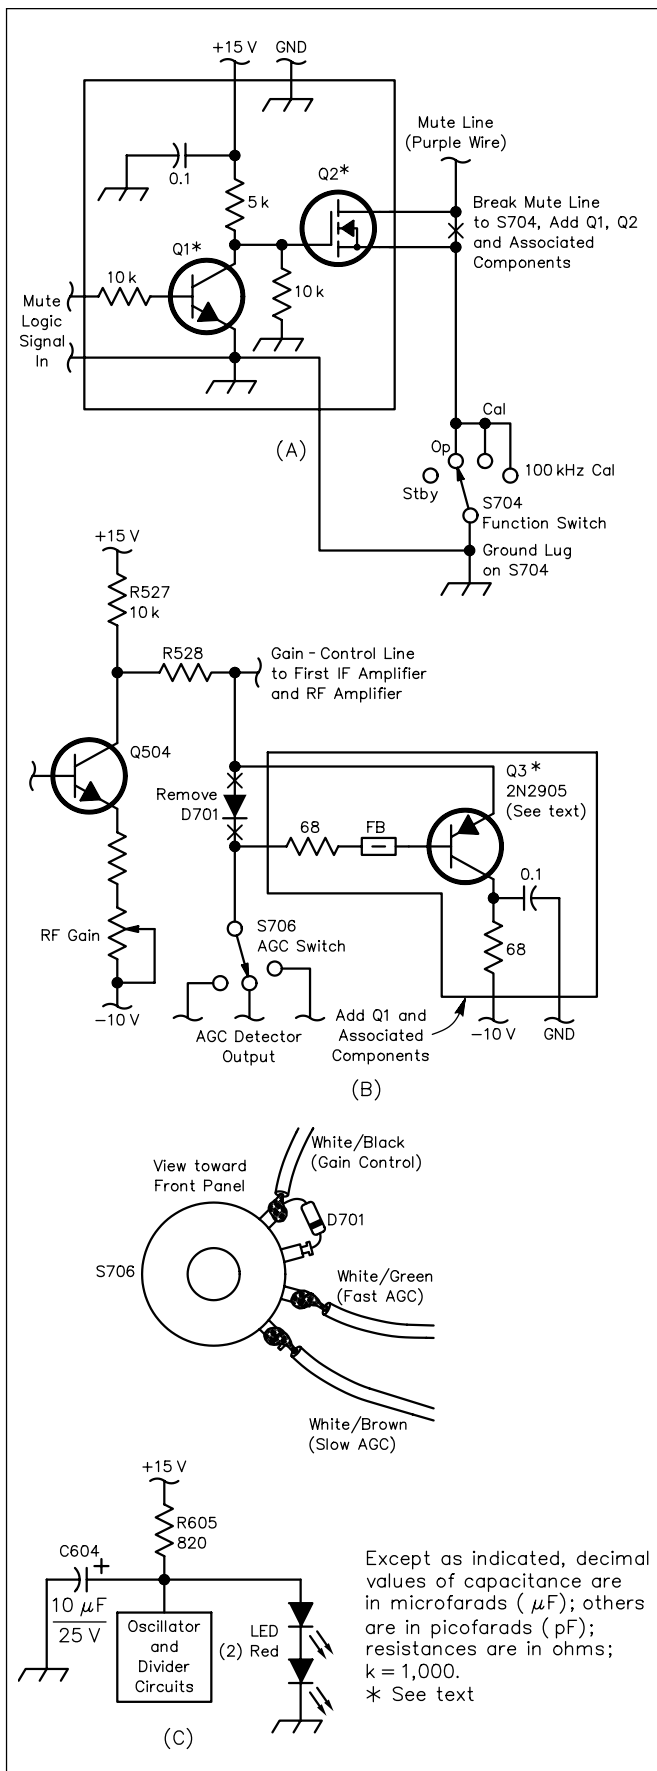 +15 V
GND
0.1
5 k
Q2*
Mute Line
(Purple Wire)
Break Mute Line
to S704, Add Q1, Q2
and Associated
Components
Q1*
10 k
10 k
Mute
Logic
Signal
In
(A)
Cal
Op
100 kHz Cal
Stby
S704
Function Switch
Ground Lug
on S704
+15 V
R527
10 k
R528
Gain - Control Line
to First IF Amplifier
and RF Amplifier
Q504
Remove
D701
68
FB
Q3 *
2N2905
(See text)
0.1
68
RF Gain
S706
AGC Switch
-10 V
AGC Detector
Output
Add Q1 and
Associated
Components
-10 V
GND
(B)
View toward
Front Panel
White/Black
(Gain Control)
D701
S706
White/Green
(Fast AGC)
White/Brown
(Slow AGC)
+15 V
R605
820
C604
+
10 μF
25 V
Oscillator
and
Divider
Circuits
LED
(2) Red
(C)
Except as indicated, decimal
values of capacitance are
in microfarads ( μF); others
are in picofarads ( pF);
resistances are in ohms;
k = 1,000.
* See text